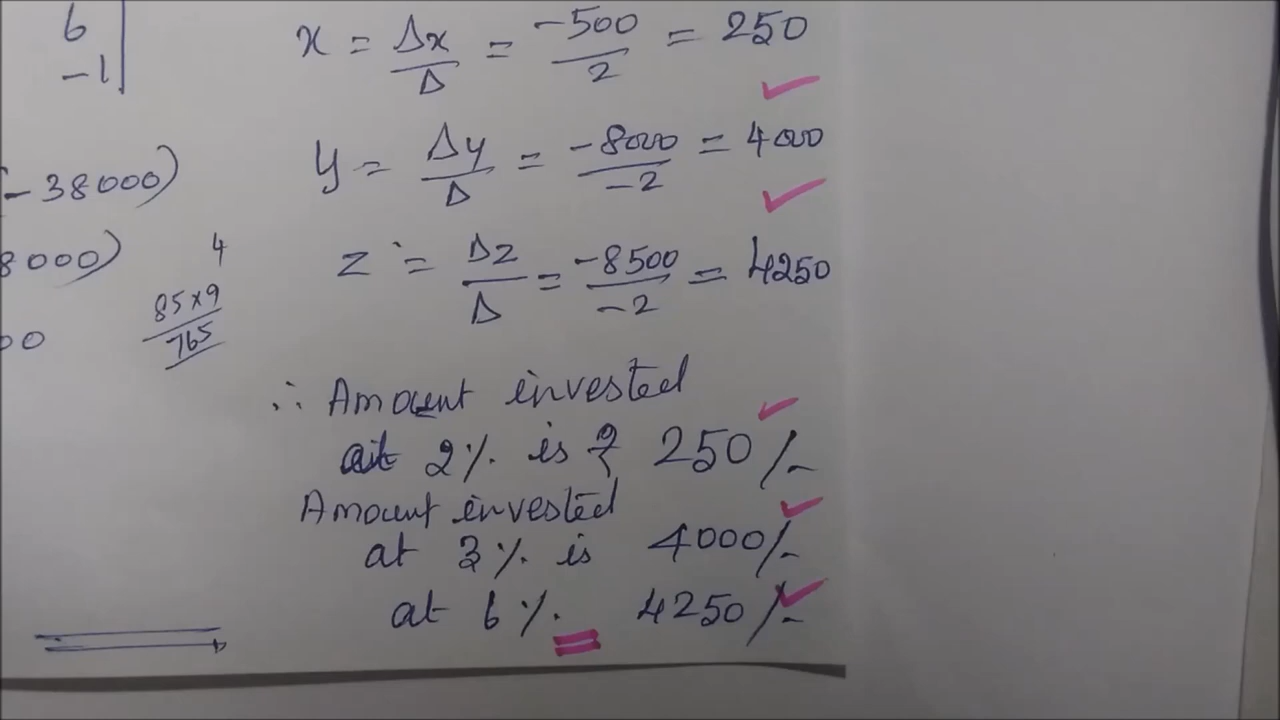 6
-1
x = Δx/Δ = -500/2 = 250
y = Δy/Δ = -8000/-2 = 4000
-38000)
8000) 4
z = Δz/Δ = -8500/-2 = 4250
85×9
765
00
∴ Amount invested
at 2% is ₹ 250/-
Amount invested
at 3% is 4000/-
at 6% 4250/-